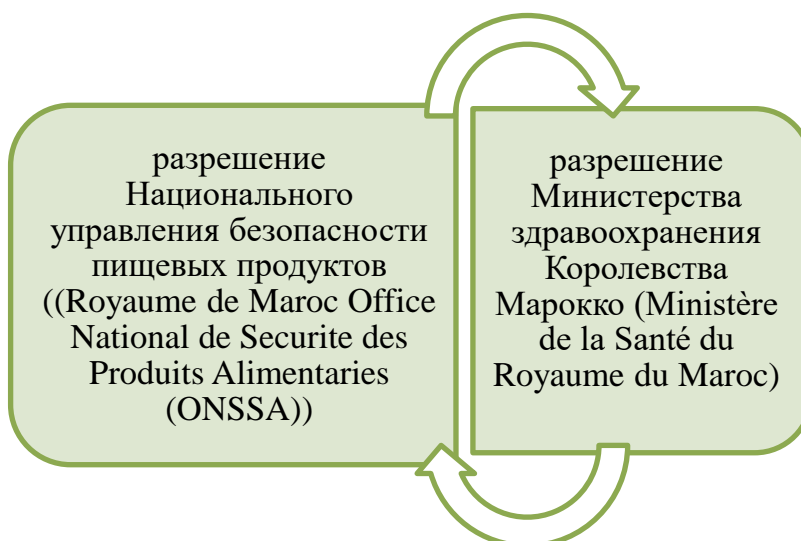 разрешение
Национального
управления безопасности
пищевых продуктов
((Royaume de Maroc Office
National de Securite des
Produits Alimentaries
(ONSSA))
разрешение
Министерства
здравоохранения
Королевства
Марокко (Ministère
de la Santé du
Royaume du Maroc)